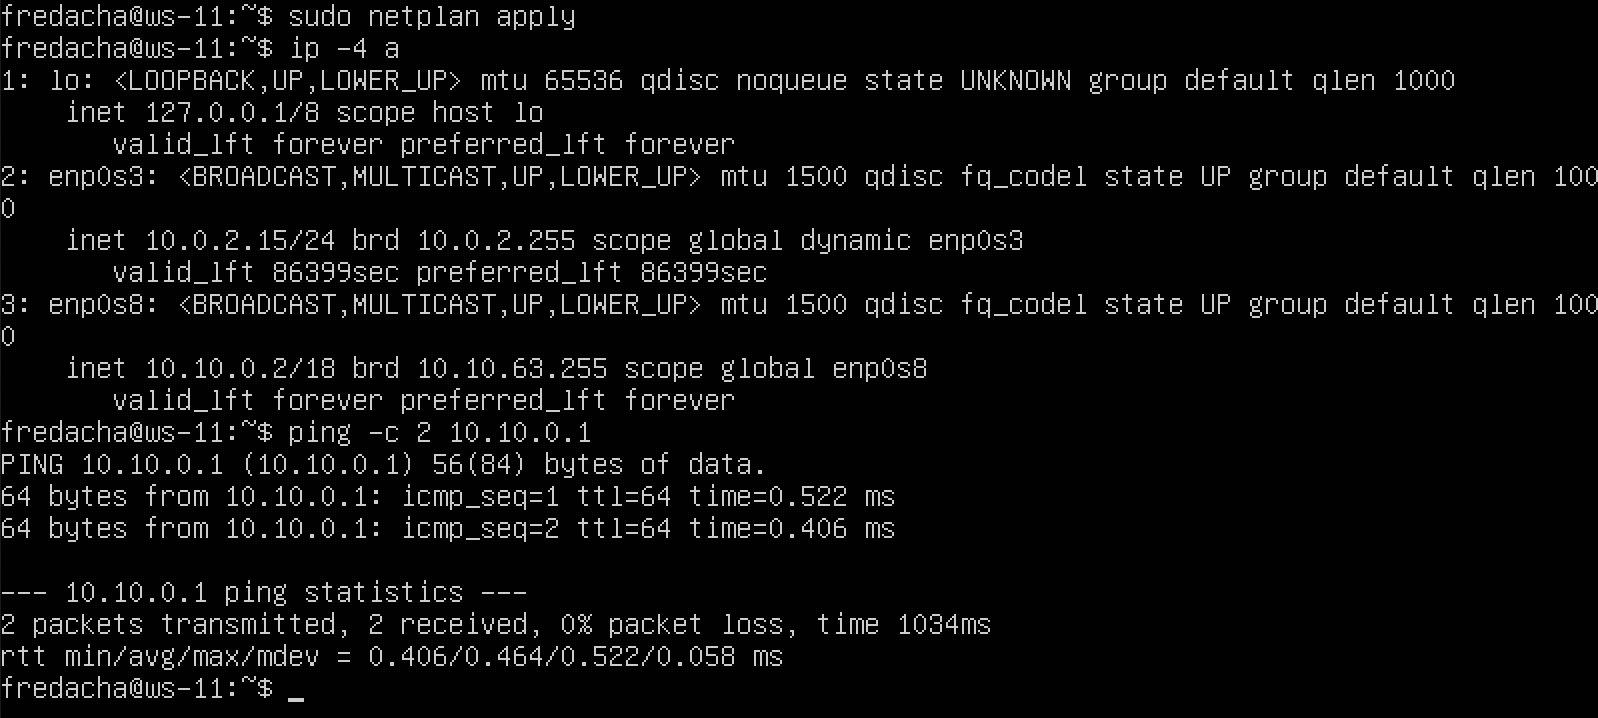 fredacha@ws-11:~$ sudo netplan apply
fredacha@ws-11:~$ ip -4 a
1: lo: <LOOPBACK,UP,LOWER_UP> mtu 65536 qdisc noqueue state UNKNOWN group default qlen 1000
    inet 127.0.0.1/8 scope host lo
       valid_lft forever preferred_lft forever
2: enp0s3: <BROADCAST,MULTICAST,UP,LOWER_UP> mtu 1500 qdisc fq_codel state UP group default qlen 100
0
    inet 10.0.2.15/24 brd 10.0.2.255 scope global dynamic enp0s3
       valid_lft 86399sec preferred_lft 86399sec
3: enp0s8: <BROADCAST,MULTICAST,UP,LOWER_UP> mtu 1500 qdisc fq_codel state UP group default qlen 100
0
    inet 10.10.0.2/18 brd 10.10.63.255 scope global enp0s8
       valid_lft forever preferred_lft forever
fredacha@ws-11:~$ ping -c 2 10.10.0.1
PING 10.10.0.1 (10.10.0.1) 56(84) bytes of data.
64 bytes from 10.10.0.1: icmp_seq=1 ttl=64 time=0.522 ms
64 bytes from 10.10.0.1: icmp_seq=2 ttl=64 time=0.406 ms

--- 10.10.0.1 ping statistics ---
2 packets transmitted, 2 received, 0% packet loss, time 1034ms
rtt min/avg/max/mdev = 0.406/0.464/0.522/0.058 ms
fredacha@ws-11:~$ _